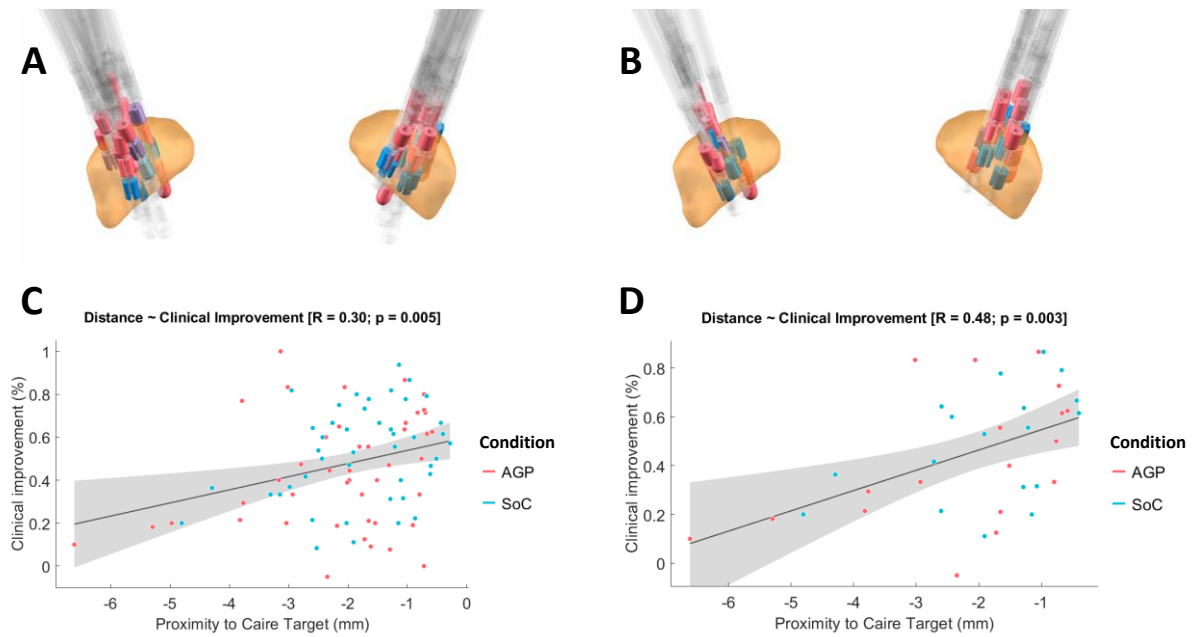 A
B
C
Distance ~ Clinical Improvement [R = 0.30; p = 0.005]
Clinical improvement (%)
1
0.8
0.6
0.4
0.2
0
-6 -5 -4 -3 -2 -1 0
Proximity to Caire Target (mm)
Condition
AGP
SoC
D
Distance ~ Clinical Improvement [R = 0.48; p = 0.003]
Clinical improvement (%)
0.8
0.6
0.4
0.2
0
-6 -5 -4 -3 -2 -1
Proximity to Caire Target (mm)
Condition
AGP
SoC